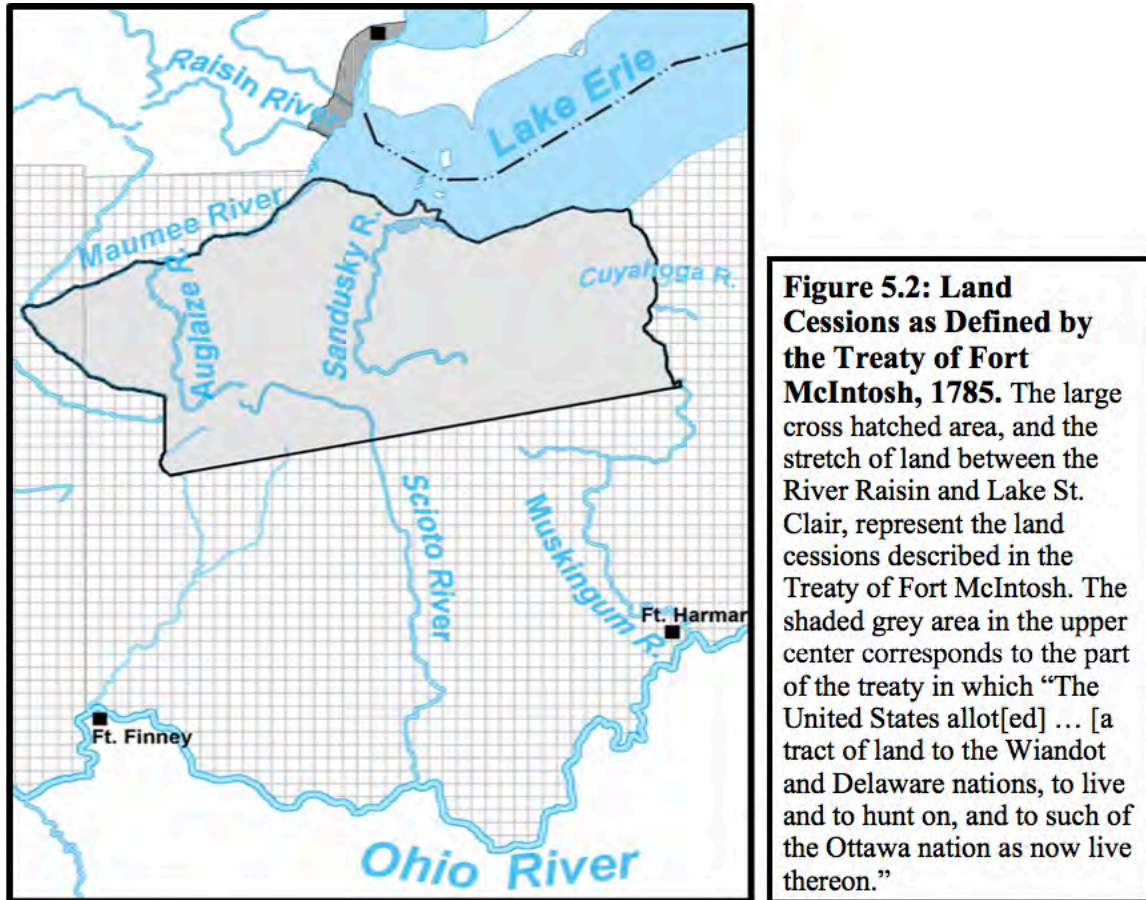 Raisin River
Lake Erie
Maumee River
Auglaize R.
Sandusky R.
Cuyahoga R.
Scioto River
Muskingum R.
Ft. Harmar
Ft. Finney
Ohio River
Figure 5.2: Land
Cessions as Defined by
the Treaty of Fort
McIntosh, 1785. The large
cross hatched area, and the
stretch of land between the
River Raisin and Lake St.
Clair, represent the land
cessions described in the
Treaty of Fort McIntosh. The
shaded grey area in the upper
center corresponds to the part
of the treaty in which “The
United States allot[ed] … [a
tract of land to the Wiandot
and Delaware nations, to live
and to hunt on, and to such of
the Ottawa nation as now live
thereon.”